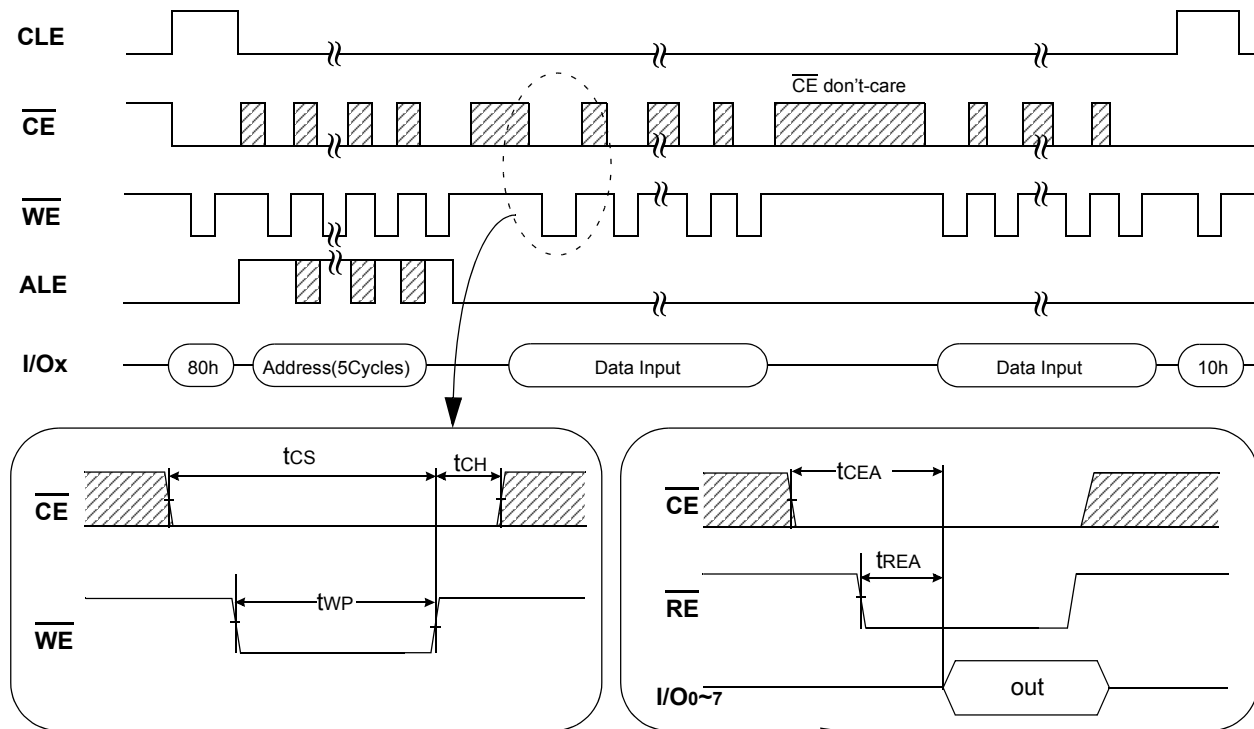 CLE
CE don't-care
CE
WE
ALE
I/Ox
80h
Address(5Cycles)
Data Input
Data Input
10h
tCS
tCH
CE
tWP
WE
tCEA
CE
tREA
RE
I/O0~7
out